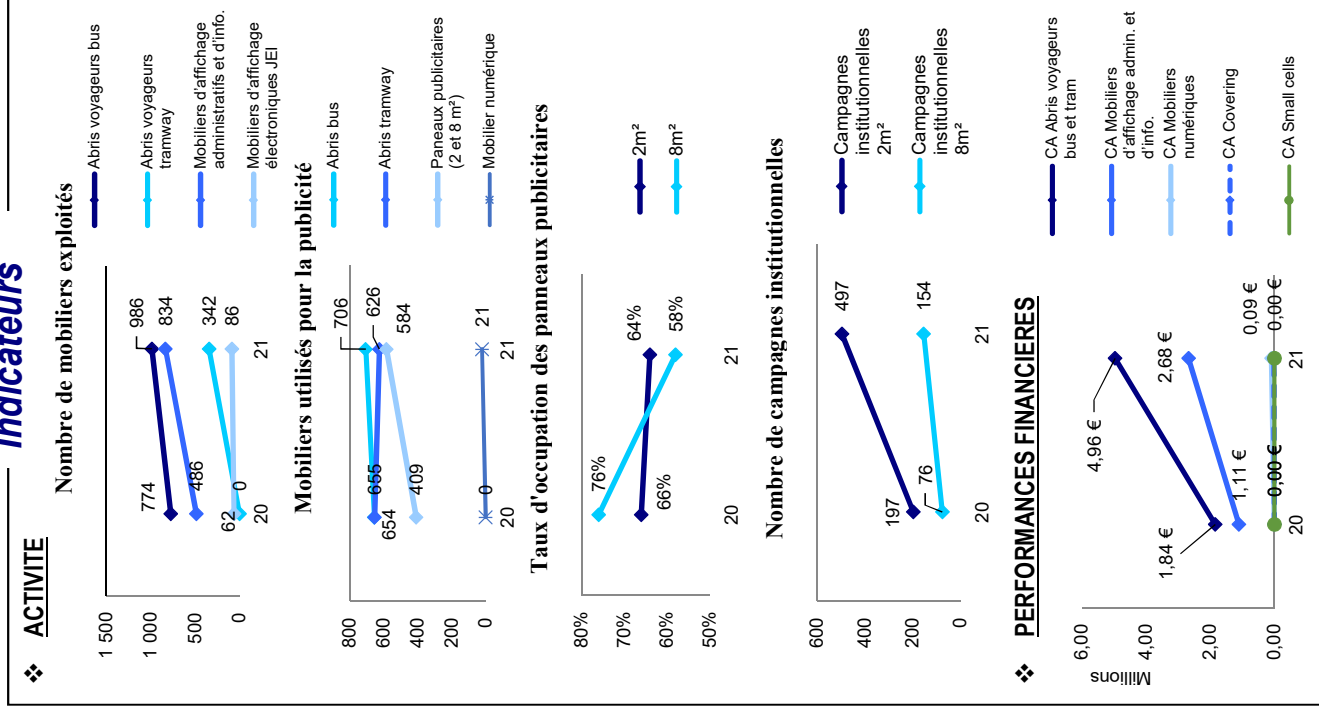 Indicateurs
❖ ACTIVITE
Nombre de mobiliers exploités
1 500
1 000
500
0
774
486
62
0
986
834
342
86
20
21
Abris voyageurs bus
Abris voyageurs
tramway
Mobiliers d'affichage
administratifs et d'info.
Mobiliers d'affichage
électroniques JEI
Mobiliers utilisés pour la publicité
800
600
400
200
0
655
654
409
0
706
626
584
21
20
21
Abris bus
Abris tramway
Paneaux publicitaires
(2 et 8 m²)
Mobilier numérique
Taux d'occupation des panneaux publicitaires
80%
70%
60%
50%
76%
66%
64%
58%
20
21
2m²
8m²
Nombre de campagnes institutionnelles
600
400
200
0
197
76
497
154
20
21
Campagnes
institutionnelles
2m²
Campagnes
institutionnelles
8m²
❖ PERFORMANCES FINANCIERES
Millions
6,00
4,00
2,00
0,00
1,84 €
1,11 €
0,00 €
4,96 €
2,68 €
0,09 €
0,00 €
20
21
CA Abris voyageurs
bus et tram
CA Mobiliers
d'affichage admin. et
d'info.
CA Mobiliers
numériques
CA Covering
CA Small cells